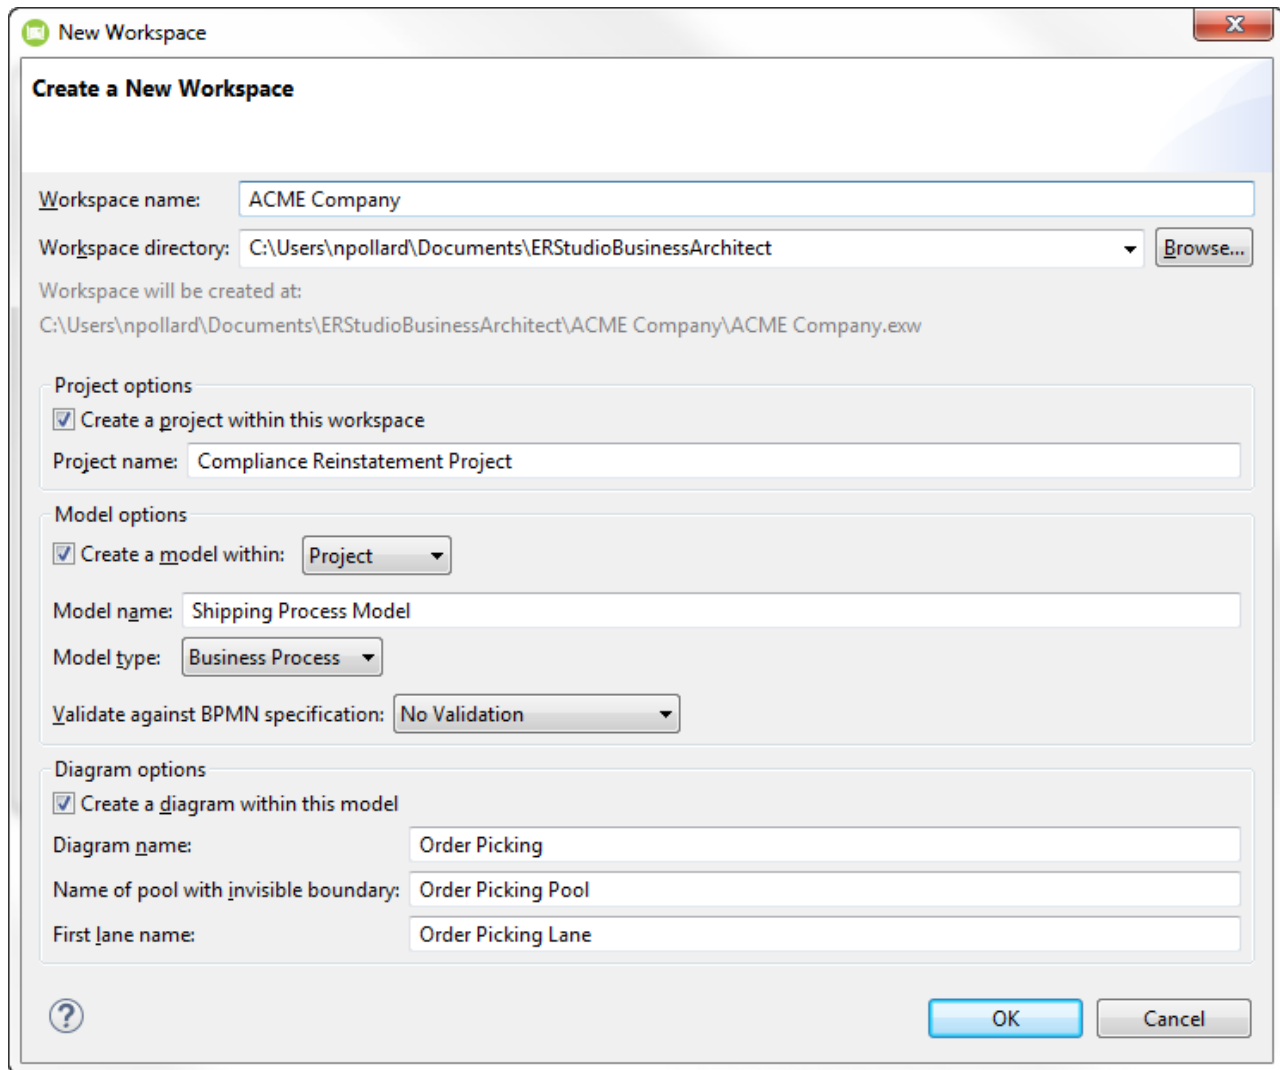 New Workspace
Create a New Workspace
Workspace name: ACME Company
Workspace directory: C:\Users\npollard\Documents\ERStudioBusinessArchitect Browse...
Workspace will be created at:
C:\Users\npollard\Documents\ERStudioBusinessArchitect\ACME Company\ACME Company.exw
Project options
Create a project within this workspace
Project name: Compliance Reinstatement Project
Model options
Create a model within: Project
Model name: Shipping Process Model
Model type: Business Process
Validate against BPMN specification: No Validation
Diagram options
Create a diagram within this model
Diagram name: Order Picking
Name of pool with invisible boundary: Order Picking Pool
First lane name: Order Picking Lane
? OK Cancel